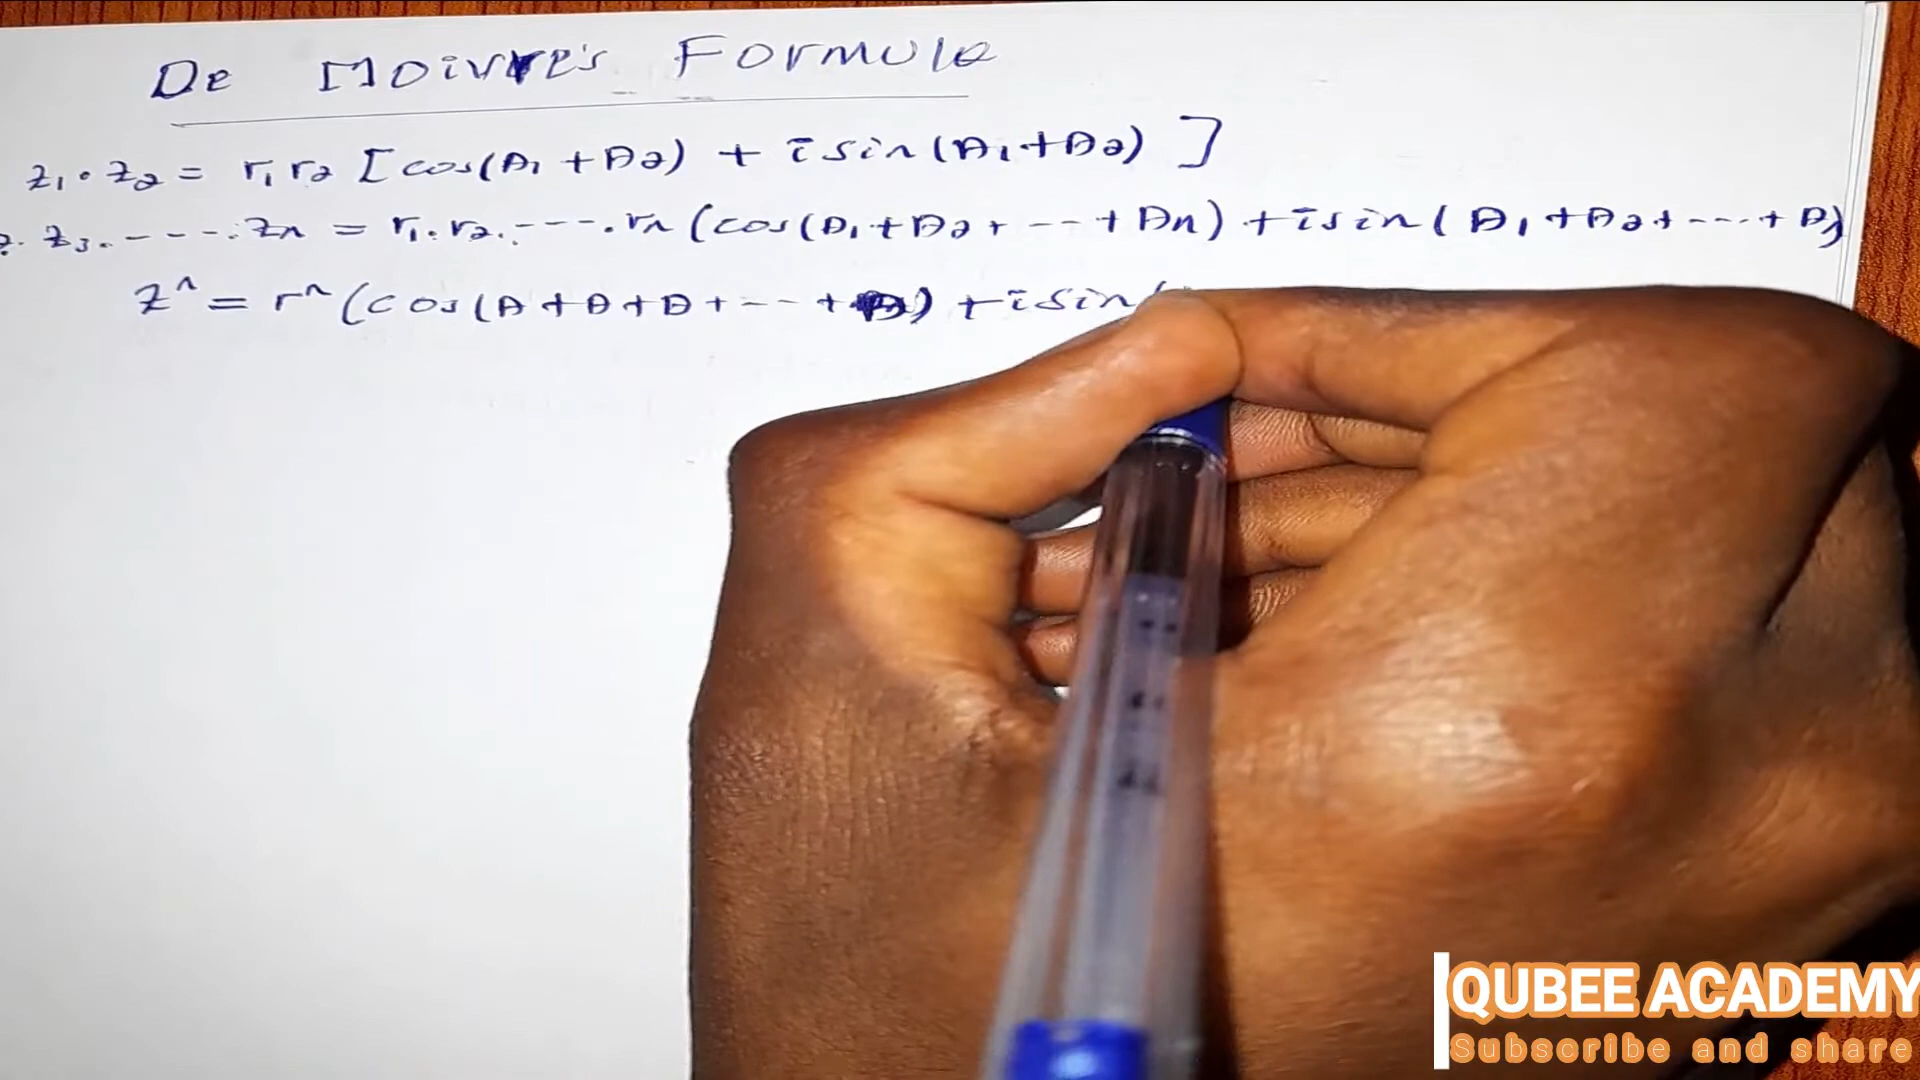 De Moivre's Formula
z₁·z₂ = r₁r₂ [cos(θ₁+θ₂) + i sin(θ₁+θ₂)]
z₃.----.zₙ = r₁.r₂.----.rₙ (cos(θ₁+θ₂+---+θₙ) + i sin(θ₁+θ₂+---+θ
zⁿ = rⁿ (cos(θ+θ+θ+---+θ) + i sin(
QUBEE ACADEMY
Subscribe and share